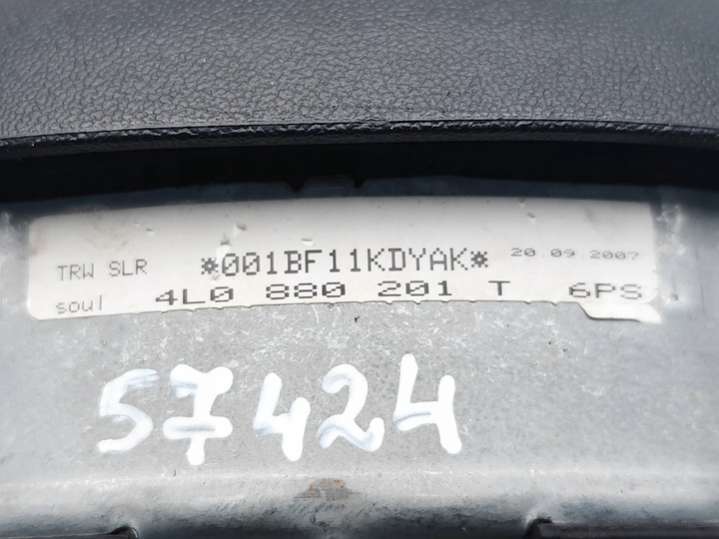 TRW SLR *001BF11KDYAK* 20.09.2007
soul 4L0 880 201 T 6PS
57424